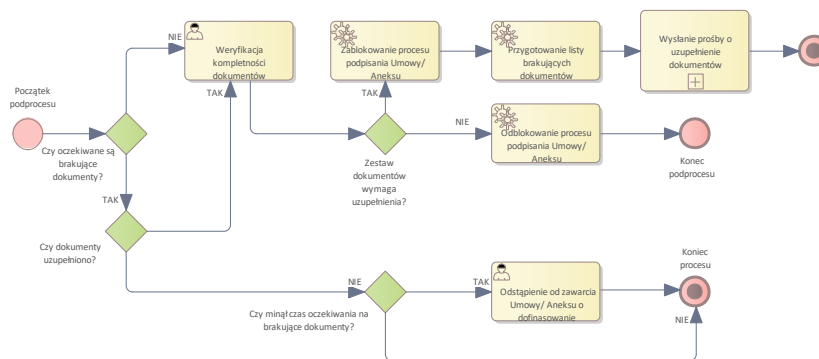 NIE
Weryfikacja
kompletności
dokumentów
Zablokowanie procesu
podpisania Umowy/
Aneksu
Przygotowanie listy
brakujących
dokumentów
Wysłanie prośby o
uzupełnienie
dokumentów
Początek
podprocesu
TAK
TAK
Czy oczekiwane są
brakujące
dokumenty?
NIE
Zestaw
dokumentów
wymaga
uzupełnienia?
Odblokowanie procesu
podpisania Umowy/
Aneksu
Konec
podprocesu
TAK
Czy dokumenty
uzupełniono?
NIE
Czy minął czas oczekiwania na
brakujące dokumenty?
TAK
Odstąpienie od zawarcia
Umowy/ Aneksu o
dofinasowanie
Koniec
procesu
NIE